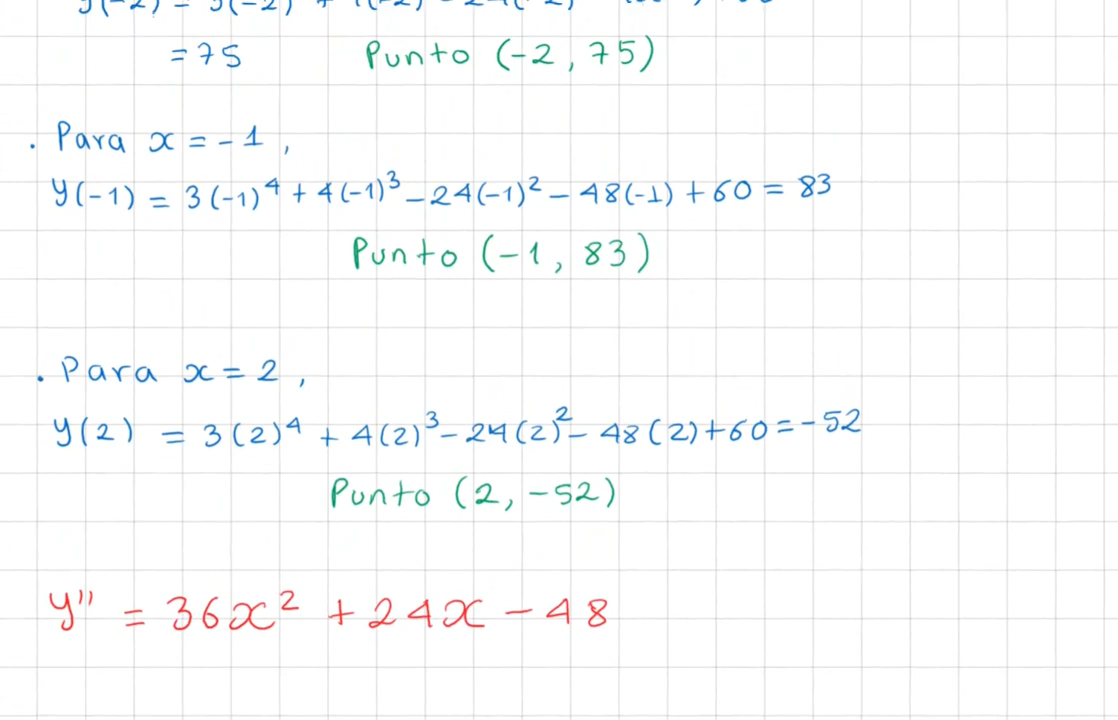 = 75 Punto (-2, 75)
. Para x = -1,
y(-1) = 3(-1)⁴ + 4(-1)³ - 24(-1)² - 48(-1) + 60 = 83
Punto (-1, 83)
. Para x = 2,
y(2) = 3(2)⁴ + 4(2)³ - 24(2)² - 48(2) + 60 = -52
Punto (2, -52)
y'' = 36x² + 24x - 48